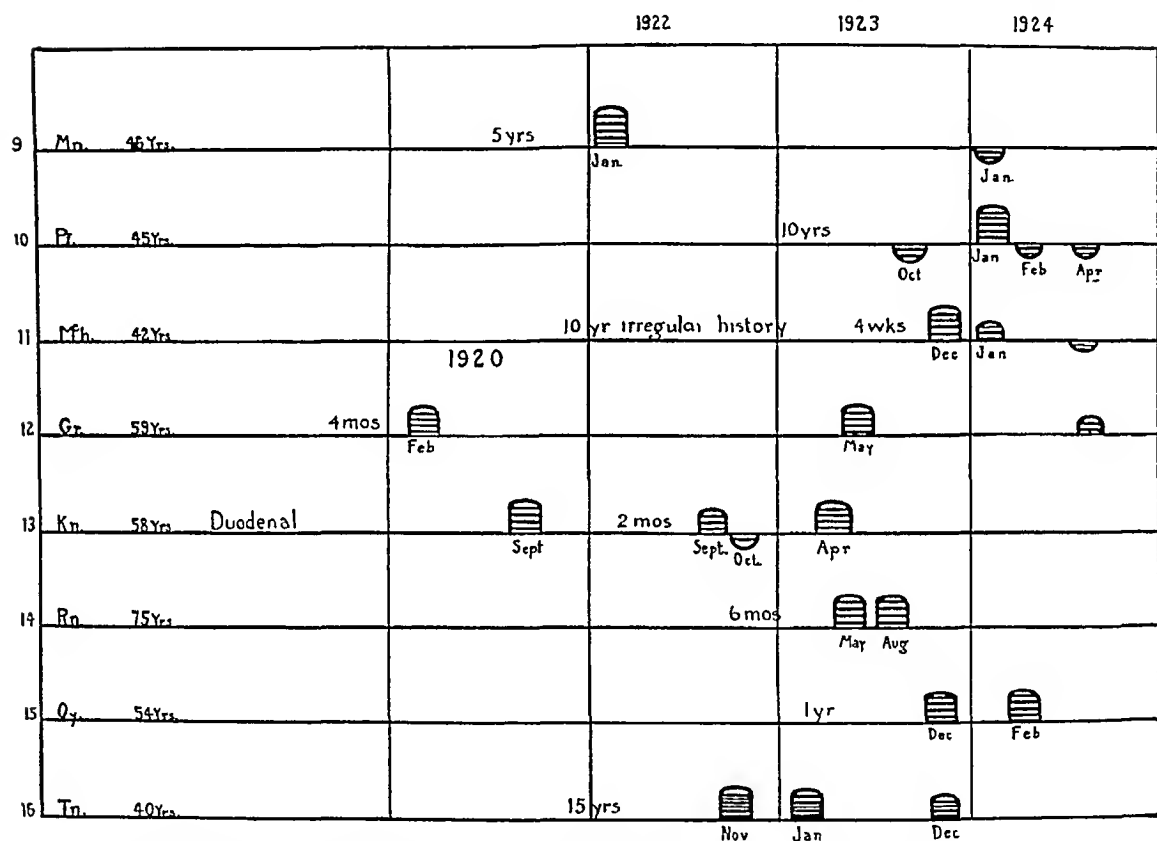 1922 1923 1924
9 Mn. 46 Yrs. 5 yrs Jan Jan
10 Pt. 45 Yrs. 10 yrs Oct Jan Feb Apr
11 Mfh. 42 Yrs. 10 yr irregular history 4 wks Dec Jan
1920
12 Gr. 59 Yrs. 4 mos Feb May
13 Kn. 58 Yrs. Duodenal 2 mos Sept Sept. Oct. Apr
14 Rn. 75 Yrs. 6 mos May Aug
15 Oy. 54 Yrs. 1 yr Dec Feb
16 Tn. 40 Yrs. 15 yrs Nov Jan Dec